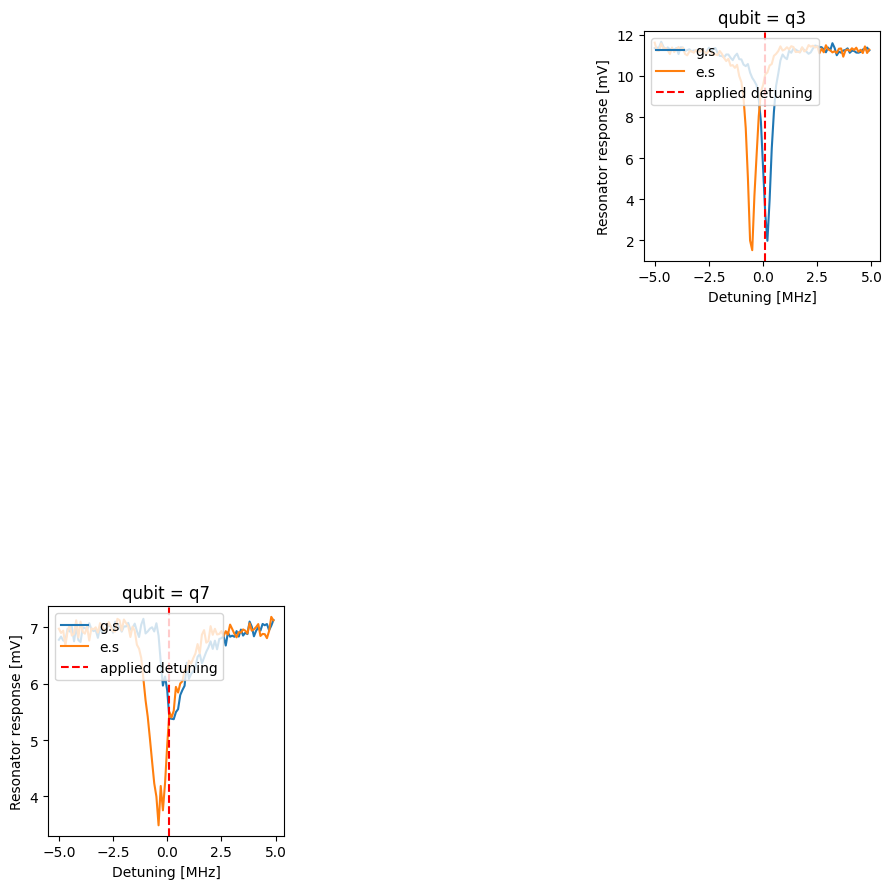 qubit = q3
12
10
8
6
4
2
Resonator response [mV]
g.s
e.s
applied detuning
−5.0
−2.5
0.0
2.5
5.0
Detuning [MHz]
qubit = q7
7
6
5
4
Resonator response [mV]
g.s
e.s
applied detuning
−5.0
−2.5
0.0
2.5
5.0
Detuning [MHz]